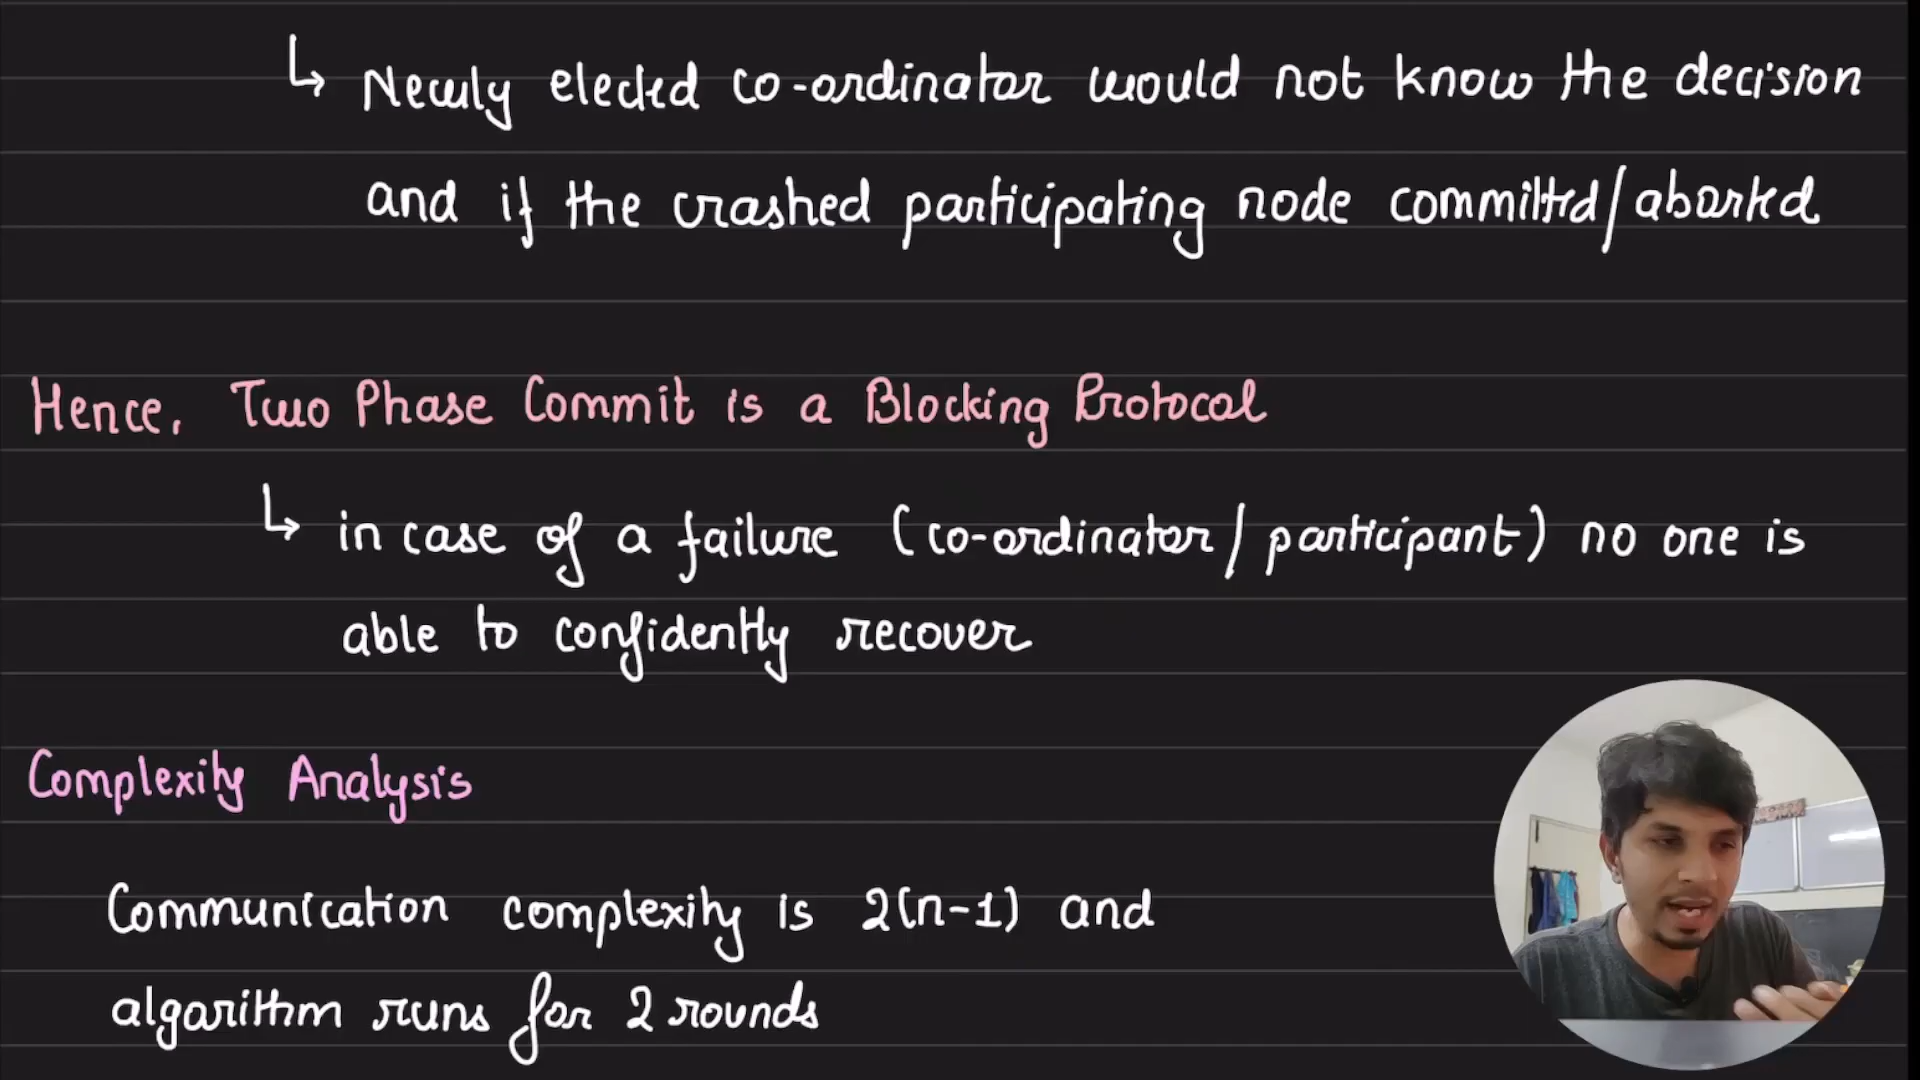 ↳ Newly elected co-ordinator would not know the decision
and if the crashed participating node committed/aborted
Hence, Two Phase Commit is a Blocking Protocol
↳ in case of a failure (co-ordinator/participant) no one is
able to confidently recover
Complexity Analysis
Communication complexity is 2(n-1) and
algorithm runs for 2 rounds